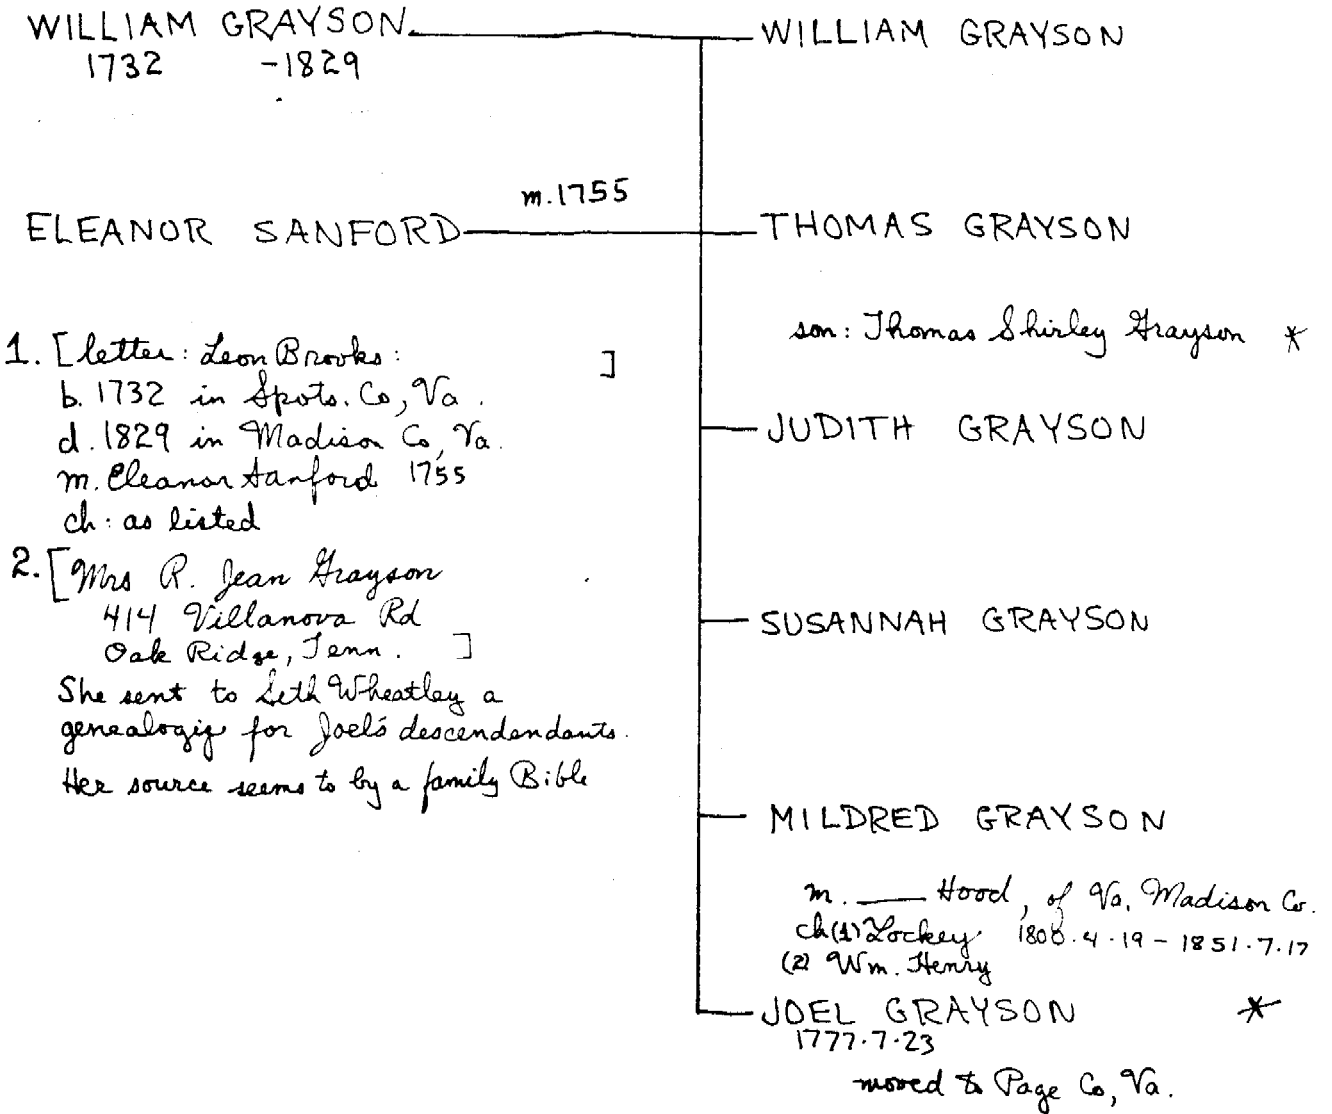 WILLIAM GRAYSON
1732 -1829
ELEANOR SANFORD
m.1755
1. [letter: Leon Brooks: ]
b. 1732 in Spots. Co, Va.
d. 1829 in Madison Co, Va.
m. Eleanor Sanford 1755
ch: as listed
2. [Mrs R. Jean Grayson
414 Villanova Rd
Oak Ridge, Tenn. ]
She sent to Seth Wheatley a
for Joel's descendendants.
Her source seems to by a family Bible
WILLIAM GRAYSON
THOMAS GRAYSON
son: Thomas Shirley Grayson *
JUDITH GRAYSON
SUSANNAH GRAYSON
MILDRED GRAYSON
m. —— Hood, of Va, Madison Co.
ch(1) Lockey 4.19 - 1851.7.17
(2) Wm. Henry
JOEL GRAYSON *
1777.7.23
moved to Page Co, Va.